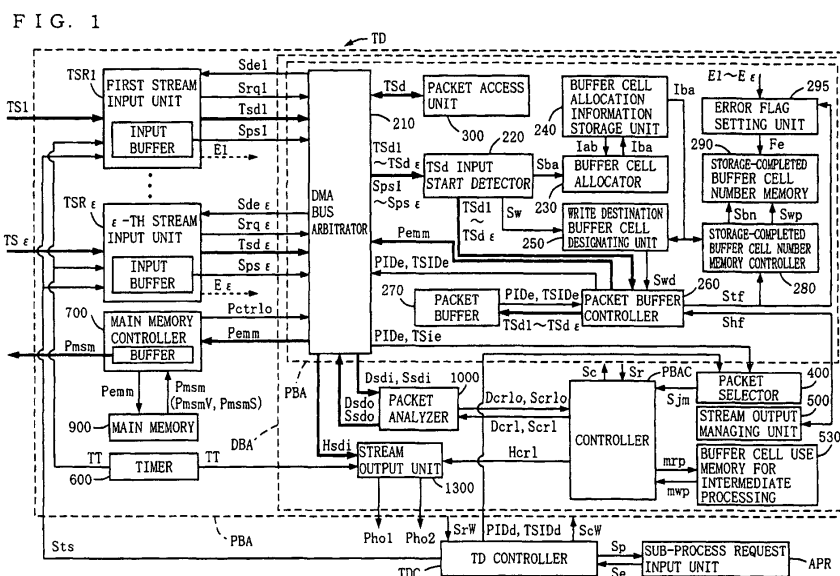 FIG. 1
TD
TSR1
FIRST STREAM INPUT UNIT
INPUT BUFFER
TS1
Sde1
Srq1
Tsd1
Sps1
E1
TSRε
ε-TH STREAM INPUT UNIT
INPUT BUFFER
TSε
Sdeε
Srqε
Tsdε
Spsε
Eε
700
MAIN MEMORY CONTROLLER
BUFFER
Pctrlo
Pemm
Pmsm
Pemm
Pmsm
(PmsmV, PmsmS)
900
MAIN MEMORY
TT
TIMER
600
TT
DMA BUS ARBITRATOR
210
TSd
PACKET ACCESS UNIT
300
TSd1
~TSdε
Sps1
~Spsε
220
TSd INPUT START DETECTOR
Sba
Sw
TSd1
~
TSdε
240
BUFFER CELL ALLOCATION INFORMATION STORAGE UNIT
Iba
Iab
Iba
BUFFER CELL ALLOCATOR
230
WRITE DESTINATION BUFFER CELL DESIGNATING UNIT
250
Swd
E1~Eε
295
ERROR FLAG SETTING UNIT
290
Fe
STORAGE-COMPLETED BUFFER CELL NUMBER MEMORY
Sbn
Swp
STORAGE-COMPLETED BUFFER CELL NUMBER MEMORY CONTROLLER
280
Pemm
PIDe, TSIDe
270
PACKET BUFFER
PIDe, TSIDe
TSd1~TSdε
PACKET BUFFER CONTROLLER
260
Stf
Shf
PIDe, TSie
PBA
DBA
Dsdi, Ssdi
Dsdo
Ssdo
1000
PACKET ANALYZER
Dcrlo, Scrlo
Dcrl, Scrl
Hsdi
STREAM OUTPUT UNIT
1300
Hcrl
Sc
Sr
PBAC
CONTROLLER
Sjm
PACKET SELECTOR
400
STREAM OUTPUT MANAGING UNIT
500
mrp
mwp
BUFFER CELL USE MEMORY FOR INTERMEDIATE PROCESSING
530
Pho1
Pho2
PBA
Sts
SrW
PIDd, TSIDd
ScW
TD CONTROLLER
TDC
Sp
Se
SUB-PROCESS REQUEST INPUT UNIT
APR